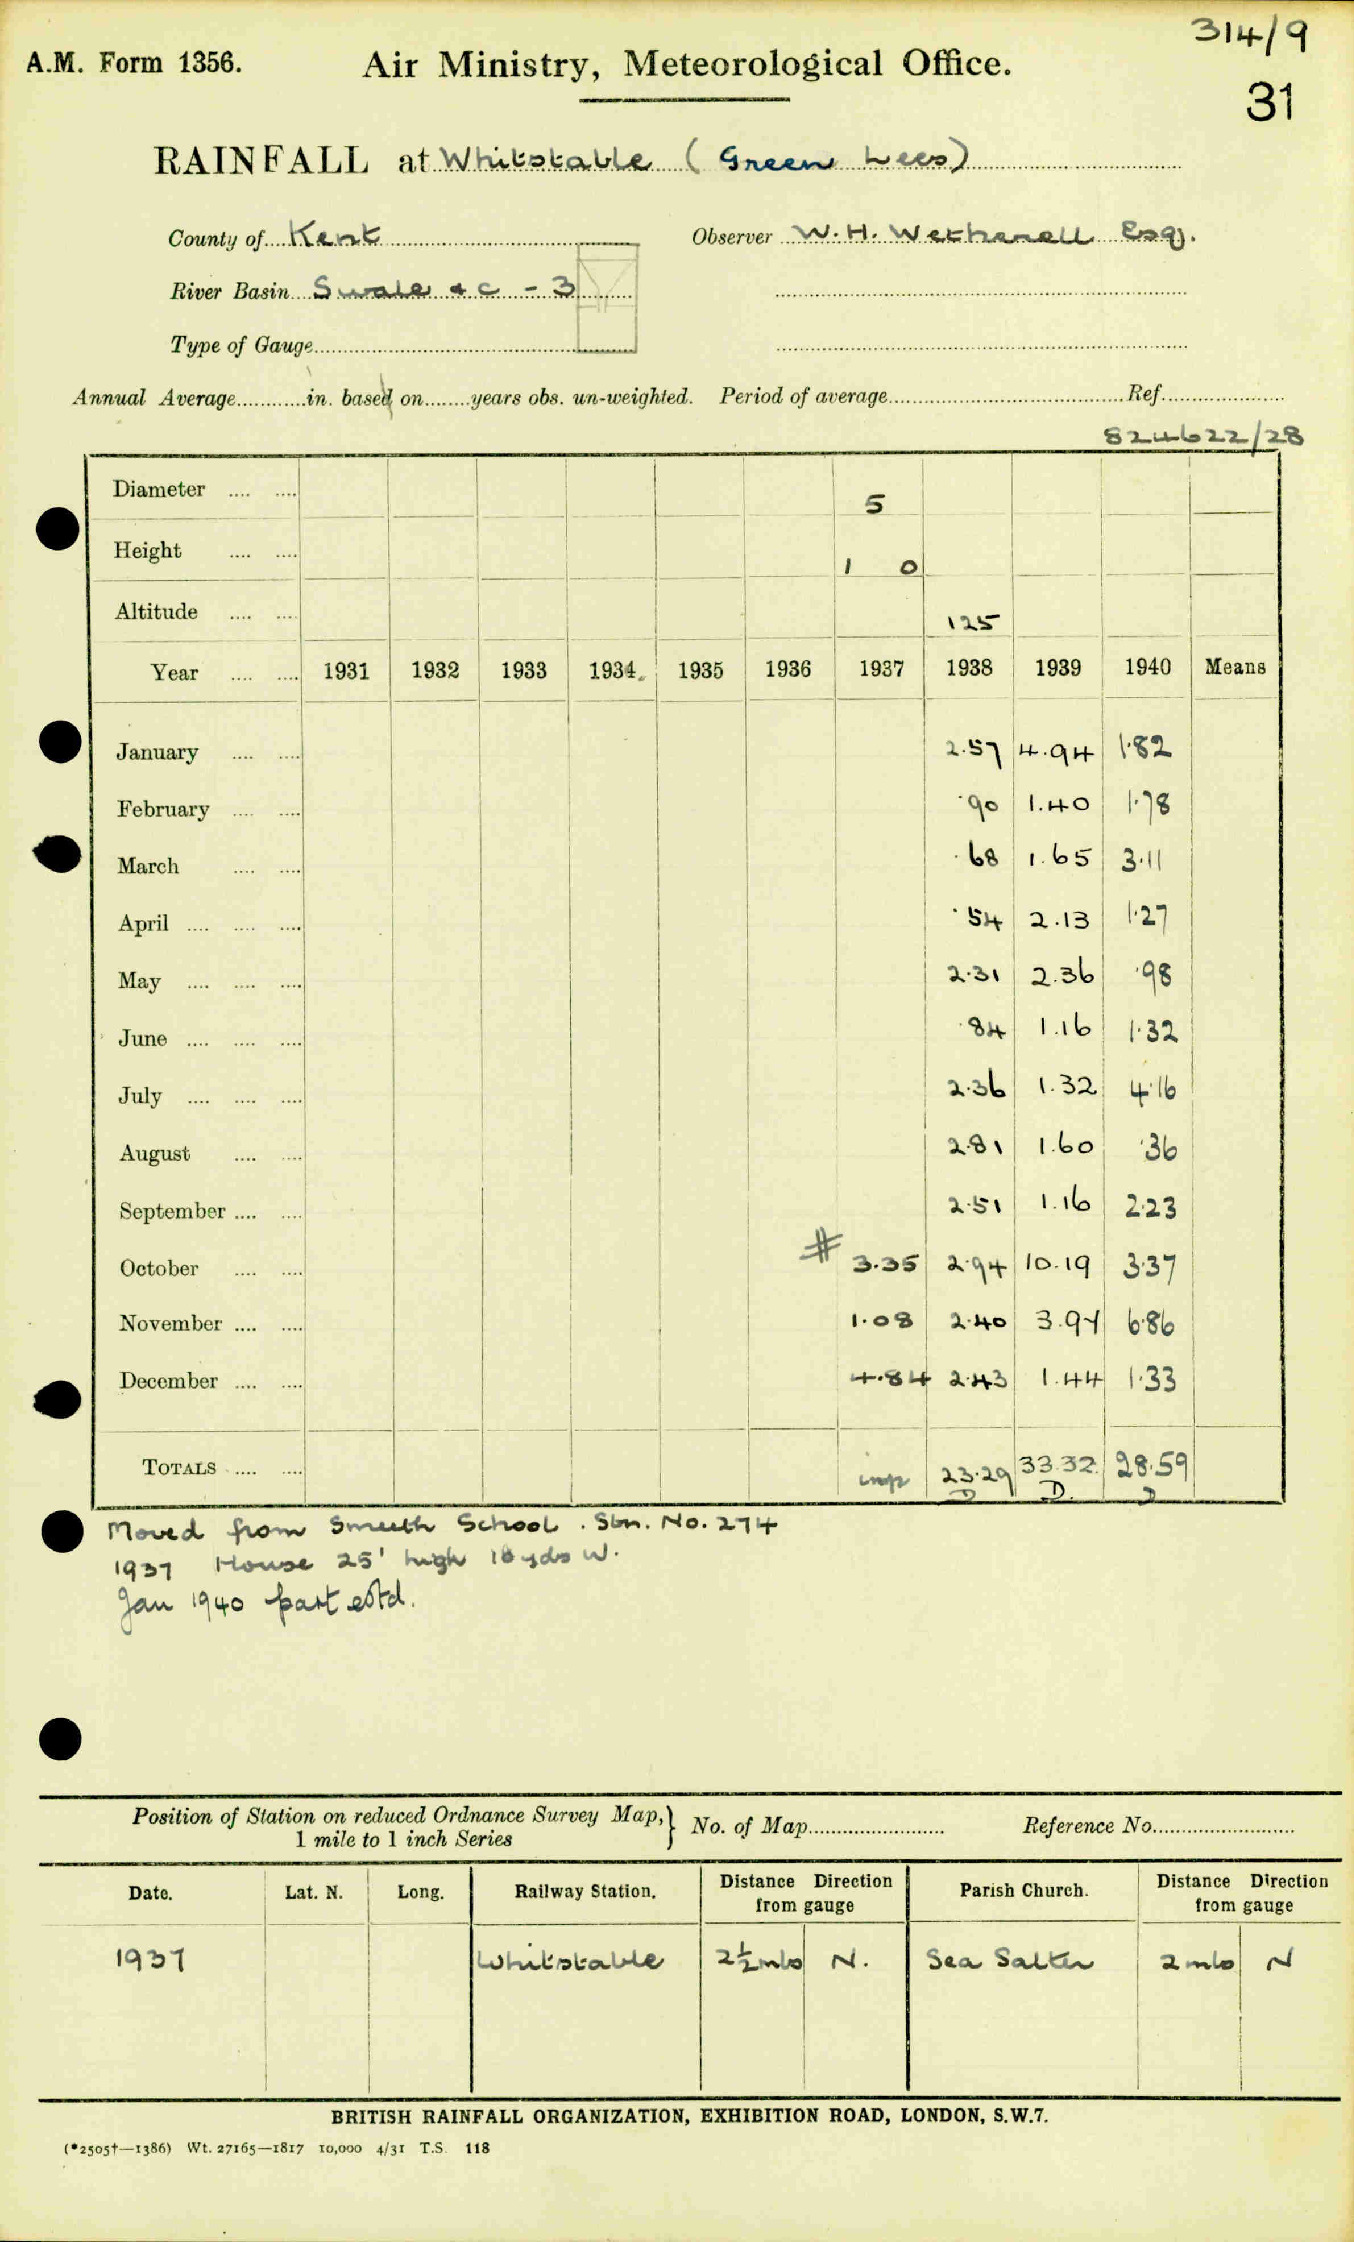 314/9
A.M. Form 1356. Air Ministry, Meteorological Office.
31
RAINFALL at Whitstable (Green Lees)
County of Kent Observer W. H. Wetherell Esq.
River Basin Swale & c - 3
Type of Gauge
Annual Average in. based on years obs. un-weighted. Period of average Ref.
824622/28
Diameter 5
Height 1 0
Altitude 125
Year 1931 1932 1933 1934 1935 1936 1937 1938 1939 1940 Means
January 2.57 4.94 1.82
February .90 1.40 1.78
March .68 1.65 3.11
April .54 2.13 1.27
May 2.31 2.36 .98
June .84 1.16 1.32
July 2.36 1.32 4.16
August 2.81 1.60 .36
September 2.51 1.16 2.23
October # 3.35 2.94 10.19 3.37
November 1.08 2.40 3.97 6.86
December 4.84 2.43 1.44 1.33
TOTALS imp 23.29 33.32 28.59
D D D
Moved from Smeeth School. Stn. No. 274
1937 House 25' high 18 yds W.
Jan 1940 part estd.
Position of Station on reduced Ordnance Survey Map, } No. of Map Reference No.
1 mile to 1 inch Series
Date. Lat. N. Long. Railway Station. Distance Direction from gauge Parish Church. Distance Direction from gauge
1937 Whitstable 2½ mls N. Sea Salter 2 mls N
BRITISH RAINFALL ORGANIZATION, EXHIBITION ROAD, LONDON, S.W.7.
(*2505†—1386) Wt. 27165—1817 10,000 4/31 T.S. 118